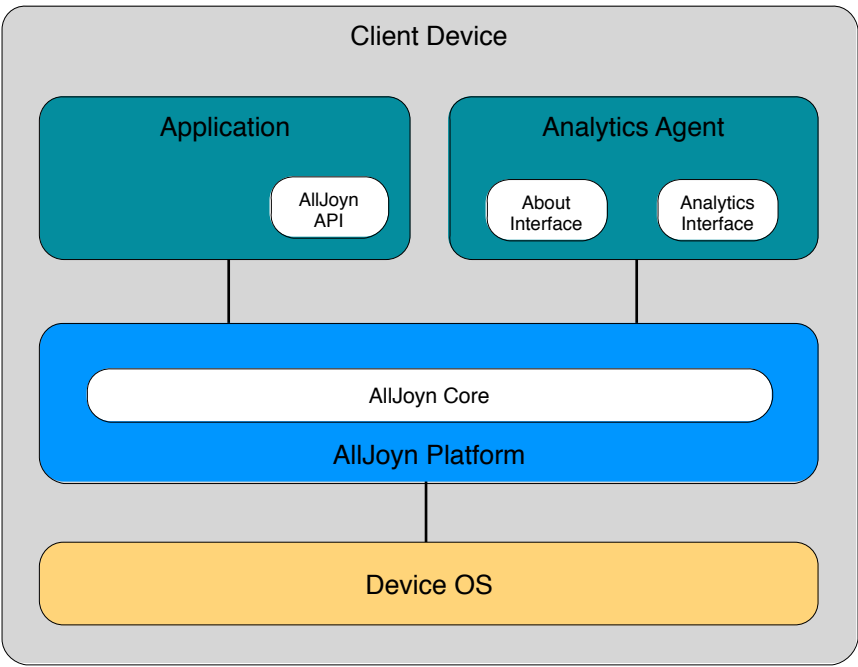 Client Device
Application
AllJoyn
API
Analytics Agent
About
Interface
Analytics
Interface
AllJoyn Core
AllJoyn Platform
Device OS